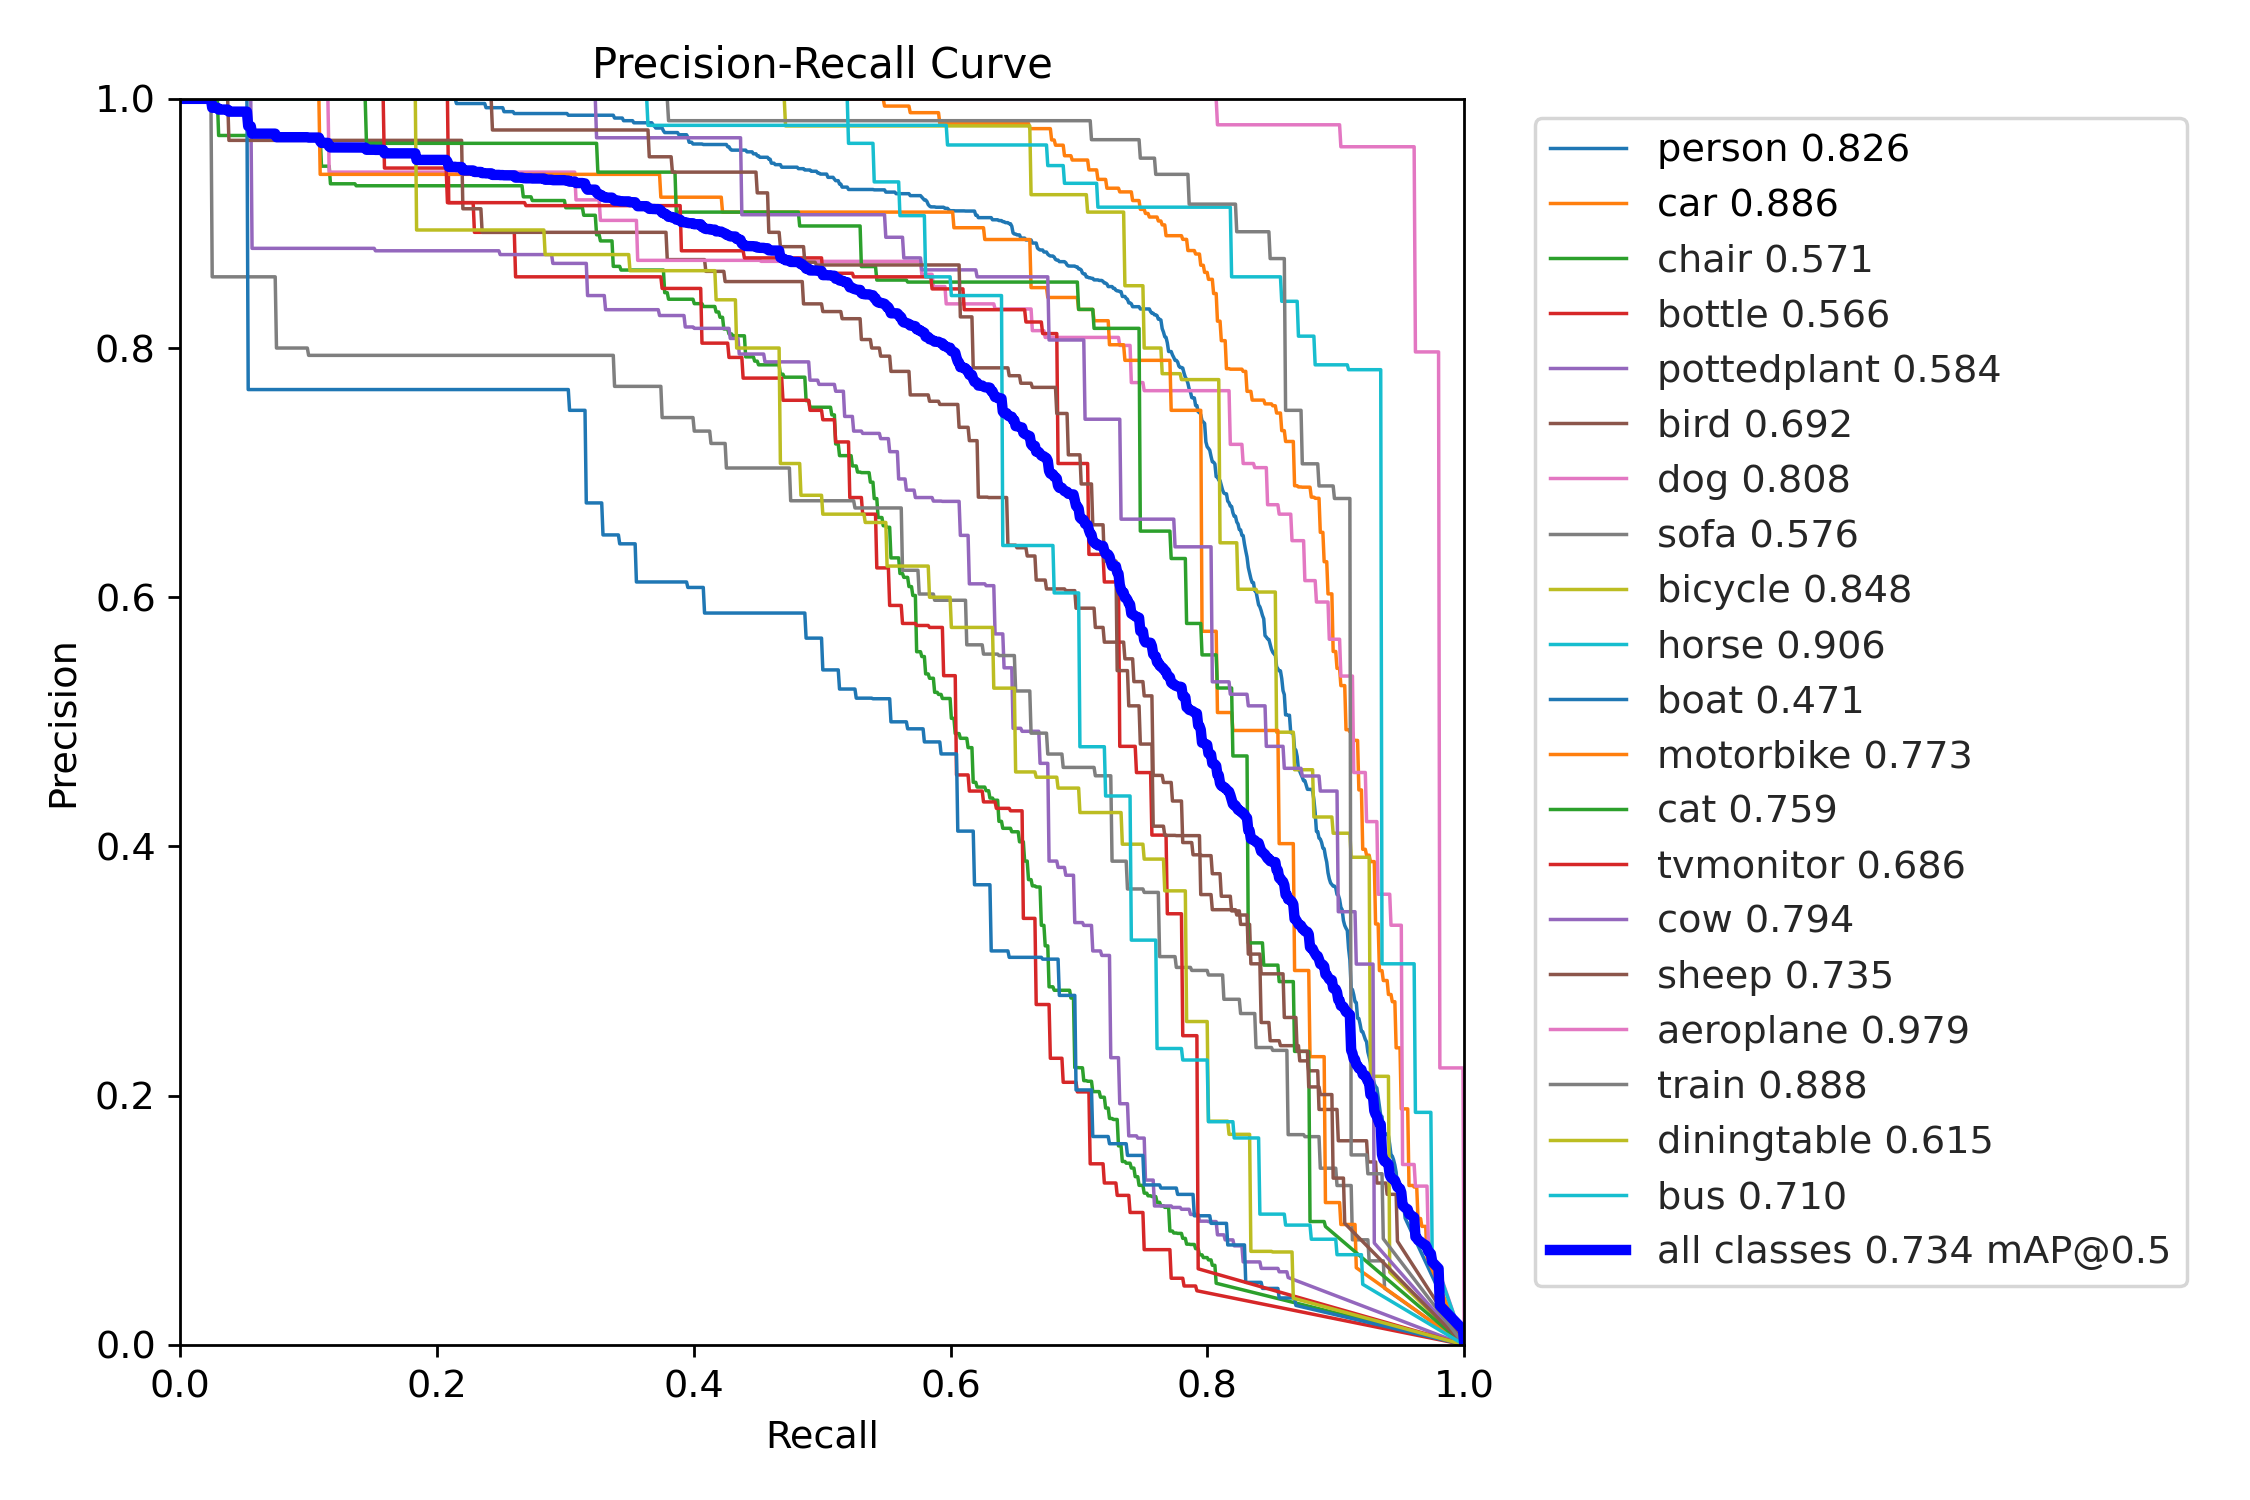 Precision-Recall Curve
1.0
0.8
0.6
0.4
0.2
0.0
Precision
0.0 0.2 0.4 0.6 0.8 1.0
Recall
person 0.826
car 0.886
chair 0.571
bottle 0.566
pottedplant 0.584
bird 0.692
dog 0.808
sofa 0.576
bicycle 0.848
horse 0.906
boat 0.471
motorbike 0.773
cat 0.759
tvmonitor 0.686
cow 0.794
sheep 0.735
aeroplane 0.979
train 0.888
diningtable 0.615
bus 0.710
all classes 0.734 mAP@0.5